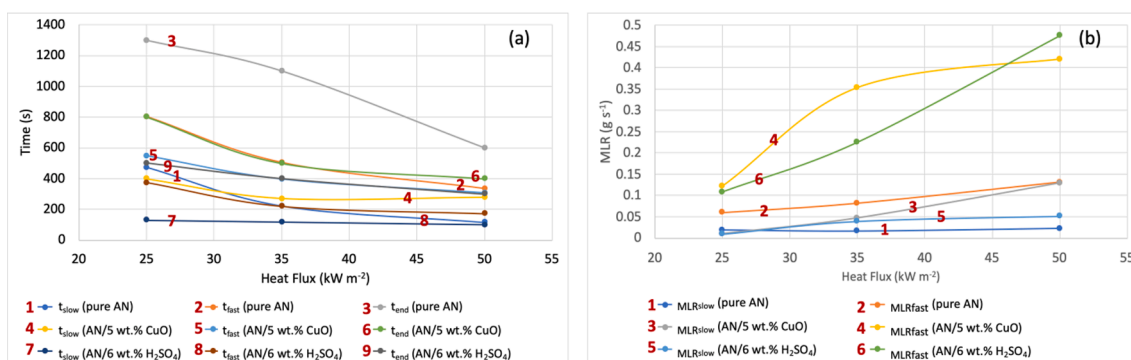 (a)
1400
1200
1000
800
600
400
200
0
Time (s)
20 25 30 35 40 45 50 55
Heat Flux (kW m⁻²)
3
5
9
1
6
2
4
7
8
1 t_slow (pure AN) 2 t_fast (pure AN) 3 t_end (pure AN)
4 t_slow (AN/5 wt.% CuO) 5 t_fast (AN/5 wt.% CuO) 6 t_end (AN/5 wt.% CuO)
7 t_slow (AN/6 wt.% H₂SO₄) 8 t_fast (AN/6 wt.% H₂SO₄) 9 t_end (AN/6 wt.% H₂SO₄)
(b)
0.5
0.45
0.4
0.35
0.3
0.25
0.2
0.15
0.1
0.05
0
MLR (g s⁻¹)
20 25 30 35 40 45 50 55
Heat Flux (kW m⁻²)
4
6
2
3
5
1
1 MLRslow (pure AN) 2 MLRfast (pure AN)
3 MLRslow (AN/5 wt.% CuO) 4 MLRfast (AN/5 wt.% CuO)
5 MLRslow (AN/6 wt.% H₂SO₄) 6 MLRfast (AN/6 wt.% H₂SO₄)